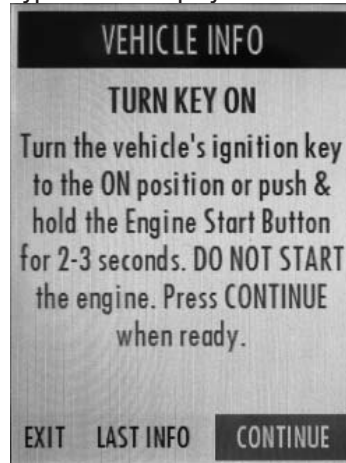 VEHICLE INFO
TURN KEY ON
Turn the vehicle's ignition key
to the ON position or push &
hold the Engine Start Button
for 2-3 seconds. DO NOT START
the engine. Press CONTINUE
when ready.
EXIT LAST INFO CONTINUE